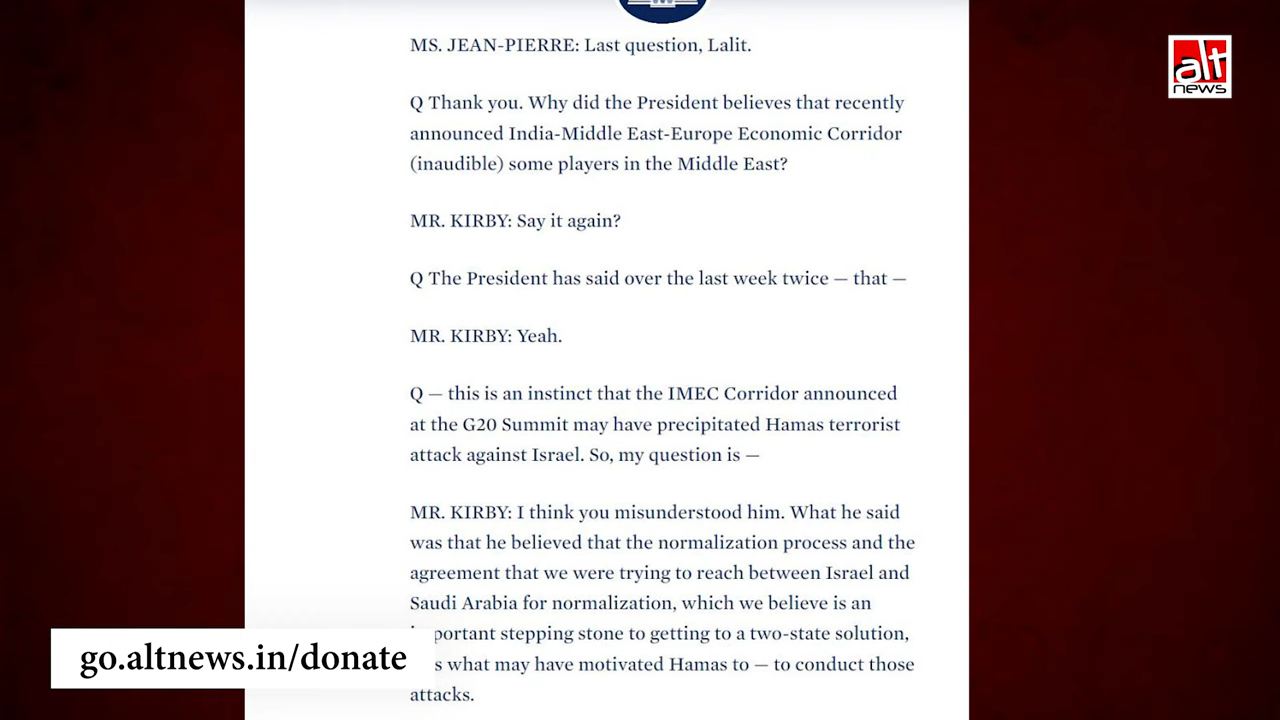 MS. JEAN-PIERRE: Last question, Lalit.
Q Thank you. Why did the President believes that recently
announced India-Middle East-Europe Economic Corridor
(inaudible) some players in the Middle East?
MR. KIRBY: Say it again?
Q The President has said over the last week twice — that —
MR. KIRBY: Yeah.
Q — this is an instinct that the IMEC Corridor announced
at the G20 Summit may have precipitated Hamas terrorist
attack against Israel. So, my question is —
MR. KIRBY: I think you misunderstood him. What he said
was that he believed that the normalization process and the
agreement that we were trying to reach between Israel and
Saudi Arabia for normalization, which we believe is an
portant stepping stone to getting to a two-state solution,
s what may have motivated Hamas to — to conduct those
attacks.
go.altnews.in/donate
alt
news